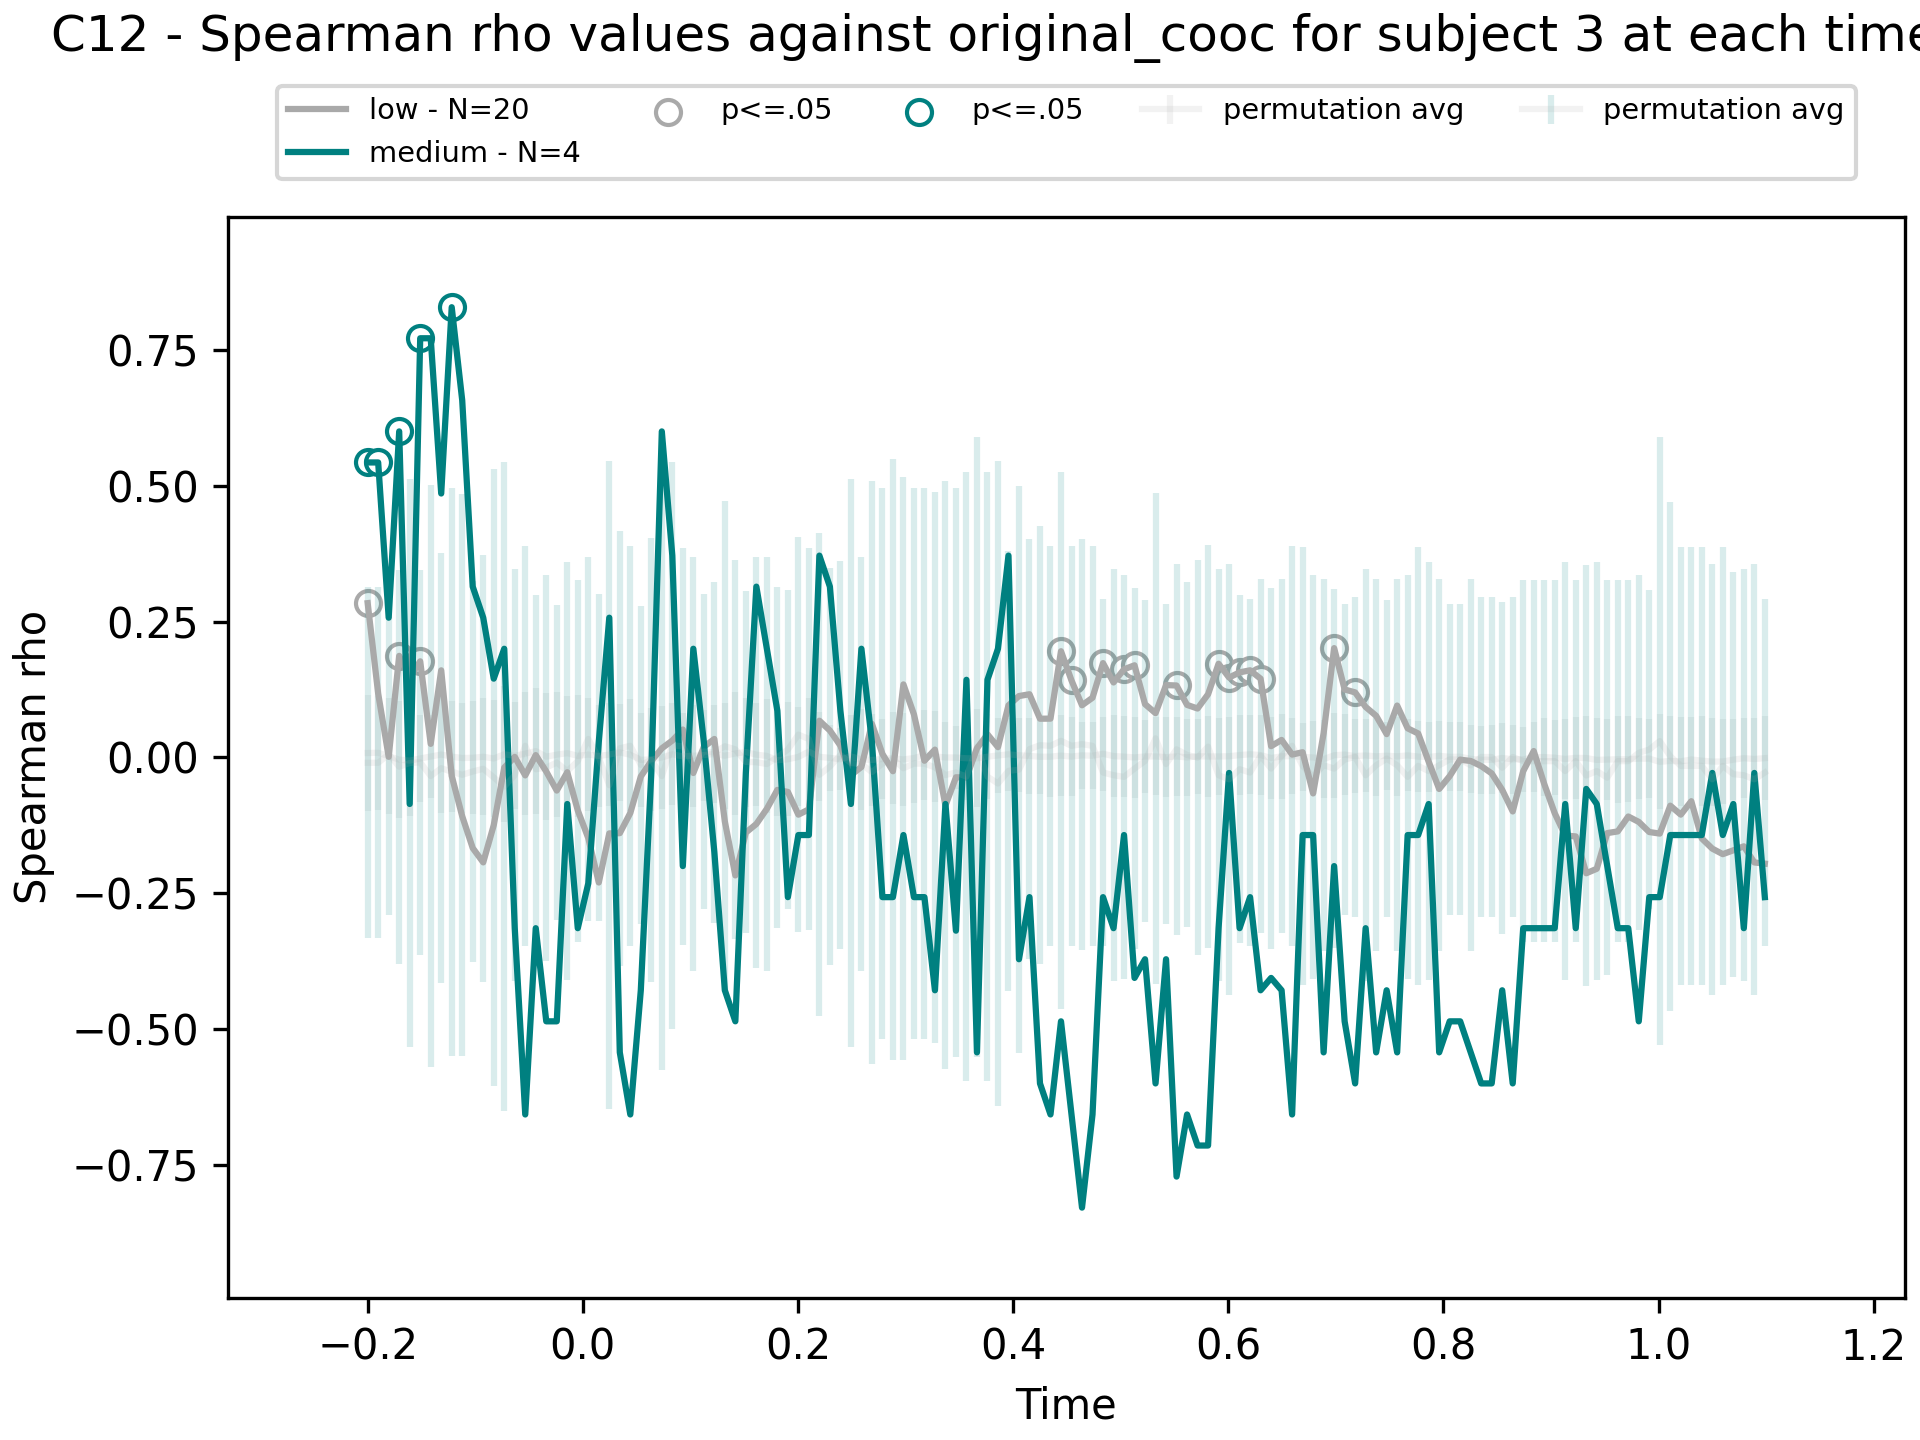 C12 - Spearman rho values against original_cooc for subject 3 at each time
low - N=20
medium - N=4
p<=.05
p<=.05
permutation avg
permutation avg
Spearman rho
0.75
0.50
0.25
0.00
−0.25
−0.50
−0.75
−0.2
0.0
0.2
0.4
0.6
0.8
1.0
1.2
Time